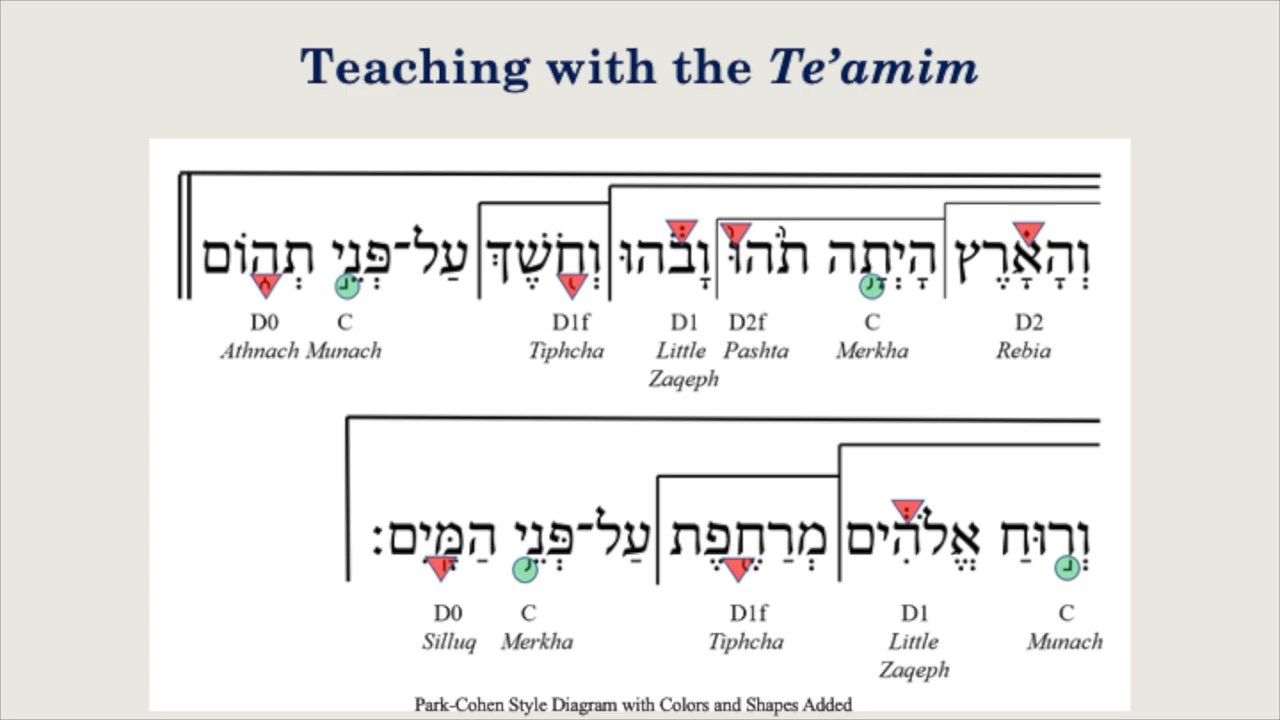 Teaching with the Te’amim
וְהָאָ֗רֶץ הָיְתָ֥ה תֹ֙הוּ֙ וָבֹ֔הוּ וְחֹ֖שֶׁךְ עַל־פְּנֵ֣י תְה֑וֹם
D0 C D1f D1 D2f C D2
Athnach Munach Tiphcha Little Pashta Merkha Rebia
Zaqeph
וְר֣וּחַ אֱלֹהִ֔ים מְרַחֶ֖פֶת עַל־פְּנֵ֥י הַמָּֽיִם׃
D0 C D1f D1 C
Silluq Merkha Tiphcha Little Munach
Zaqeph
Park-Cohen Style Diagram with Colors and Shapes Added